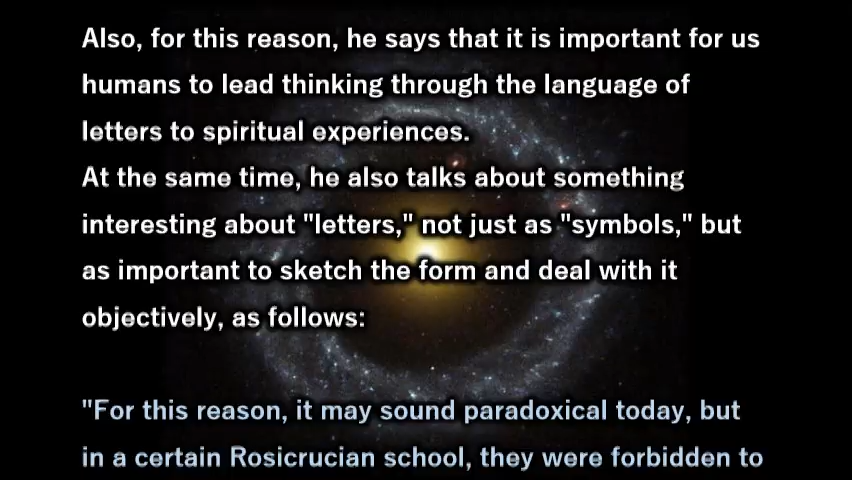 Also, for this reason, he says that it is important for us
humans to lead thinking through the language of
letters to spiritual experiences.
At the same time, he also talks about something
interesting about "letters," not just as "symbols," but
as important to sketch the form and deal with it
objectively, as follows:
"For this reason, it may sound paradoxical today, but
in a certain Rosicrucian school, they were forbidden to